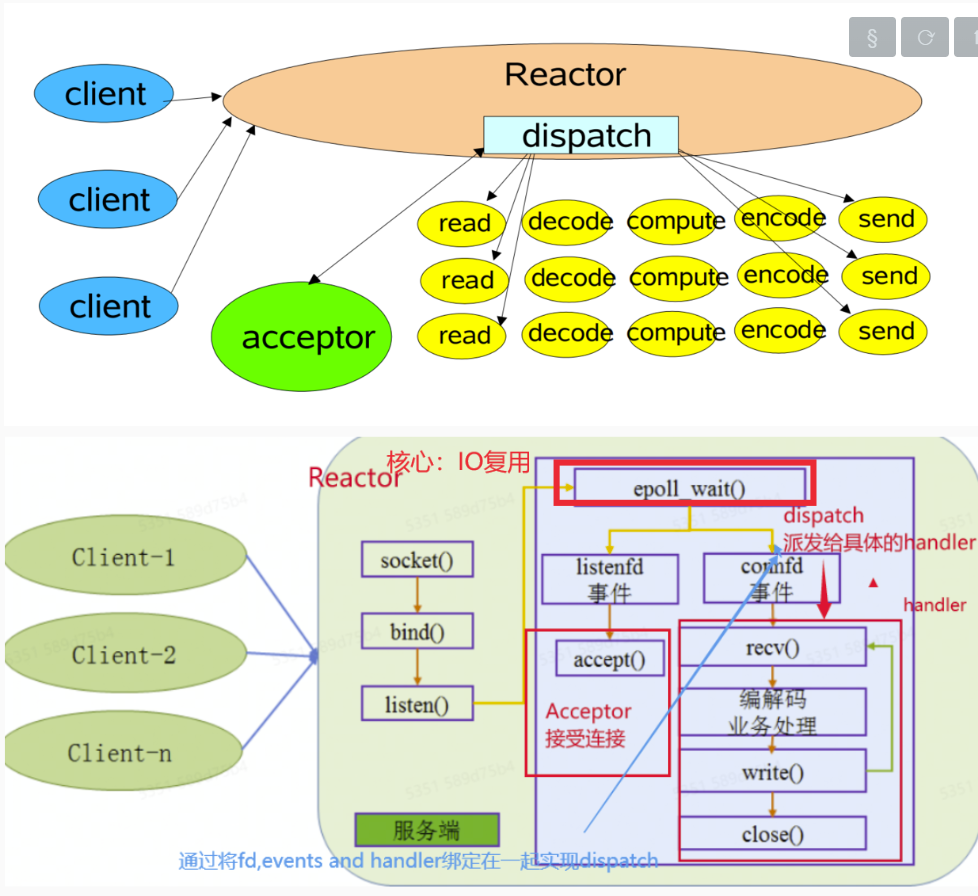 §
Reactor
client
dispatch
client
read decode compute encode send
read decode compute encode send
client
acceptor
read decode compute encode send
核心：IO复用
Reactor
epoll_wait()
dispatch
派发给具体的handler
Client-1
socket()
listenfd
事件
connfd
事件
handler
bind()
Client-2
accept()
recv()
listen()
Acceptor
接受连接
编解码
业务处理
Client-n
write()
服务端
close()
通过将fd,events and handler绑定在一起实现dispatch